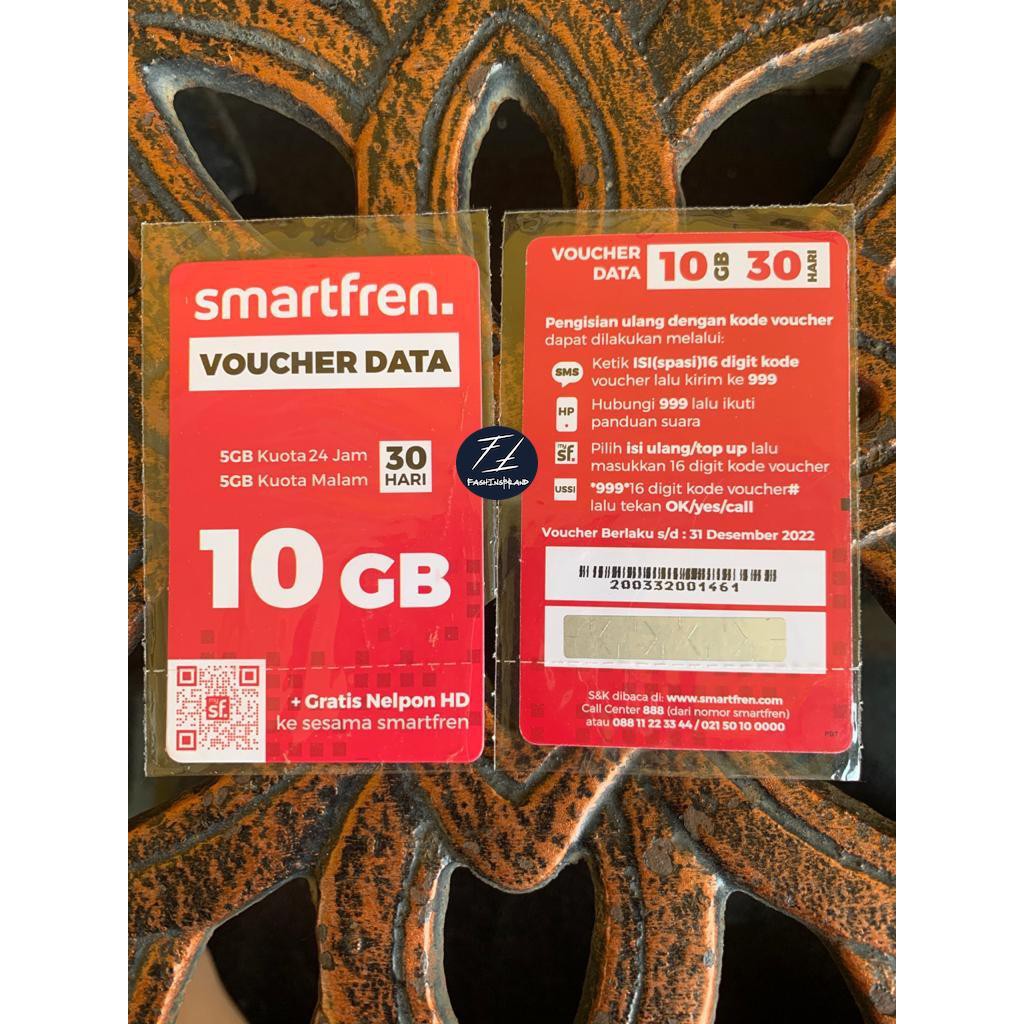 smartfren.
VOUCHER DATA
5GB Kuota 24 Jam
5GB Kuota Malam
30
HARI
10 GB
sf.
+ Gratis Nelpon HD
ke sesama smartfren
FL
FASHINSBRAND
VOUCHER
DATA
10 GB 30 HARI
Pengisian ulang dengan kode voucher
dapat dilakukan melalui:
SMS
Ketik ISI(spasi)16 digit kode
voucher lalu kirim ke 999
HP
Hubungi 999 lalu ikuti
panduan suara
my
sf.
Pilih isi ulang/top up lalu
masukkan 16 digit kode voucher
USSI
*999*16 digit kode voucher#
lalu tekan OK/yes/call
Voucher Berlaku s/d : 31 Desember 2022
200332001461
S&K dibaca di: www.smartfren.com
Call Center 888 (dari nomor smartfren)
atau 088 11 22 33 44 / 021 50 10 0000